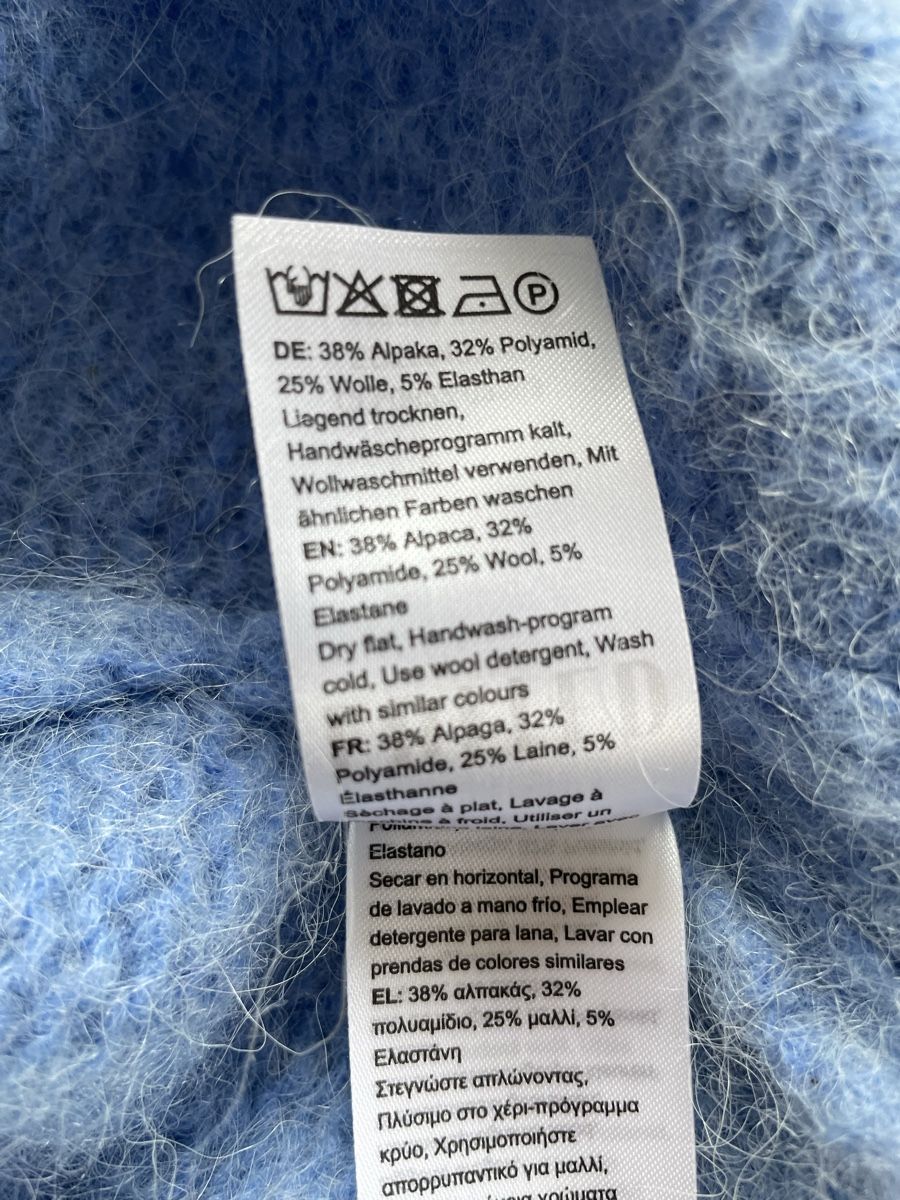 P
DE: 38% Alpaka, 32% Polyamid,
25% Wolle, 5% Elasthan
Liegend trocknen,
Handwäscheprogramm kalt,
Wollwaschmittel verwenden, Mit
ähnlichen Farben waschen
EN: 38% Alpaca, 32%
Polyamide, 25% Wool, 5%
Elastane
Dry flat, Handwash-program
cold, Use wool detergent, Wash
with similar colours
FR: 38% Alpaga, 32%
Polyamide, 25% Laine, 5%
Élasthanne
Séchage à plat, Lavage à
à froid, Utiliser un
Elastano
Secar en horizontal, Programa
de lavado a mano frío, Emplear
detergente para lana, Lavar con
prendas de colores similares
EL: 38% αλπακάς, 32%
πολυαμίδιο, 25% μαλλί, 5%
Ελαστάνη
Στεγνώστε απλώνοντας,
Πλύσιμο στο χέρι-πρόγραμμα
κρύο, Χρησιμοποιήστε
απορρυπαντικό για μαλλί,
χρώματα